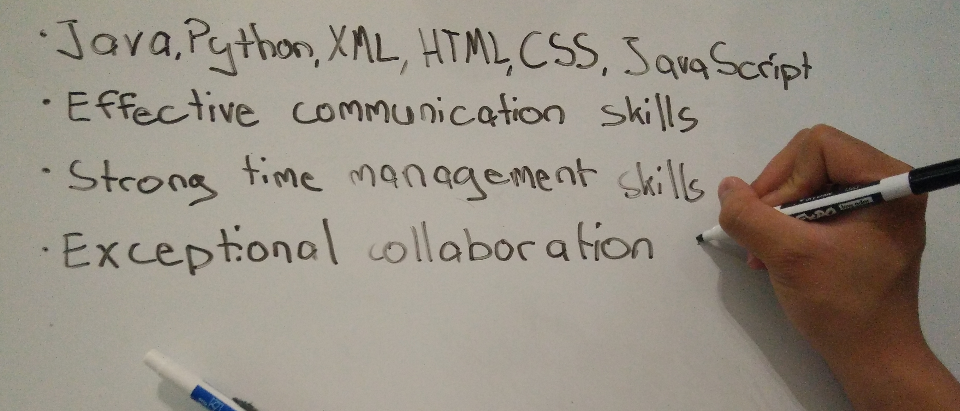 · Java, Python, XML, HTML, CSS, JavaScript
· Effective communication skills
· Strong time management skills
· Exceptional collaboration